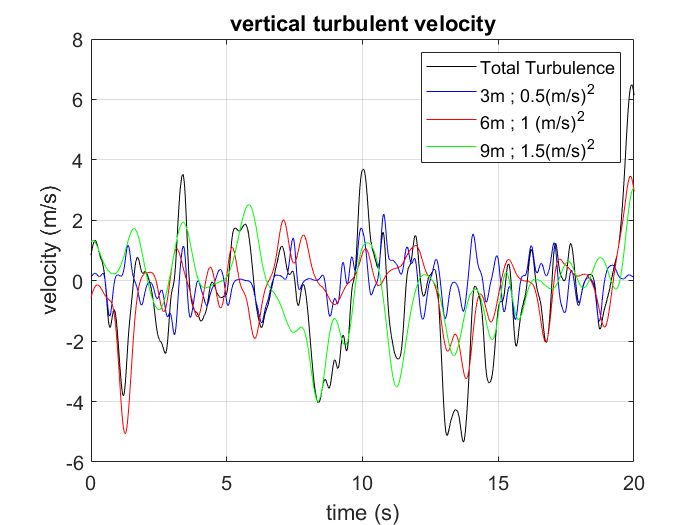 vertical turbulent velocity
8
6
4
2
0
-2
-4
-6
velocity (m/s)
Total Turbulence
3m ; 0.5(m/s)²
6m ; 1 (m/s)²
9m ; 1.5(m/s)²
0 5 10 15 20
time (s)